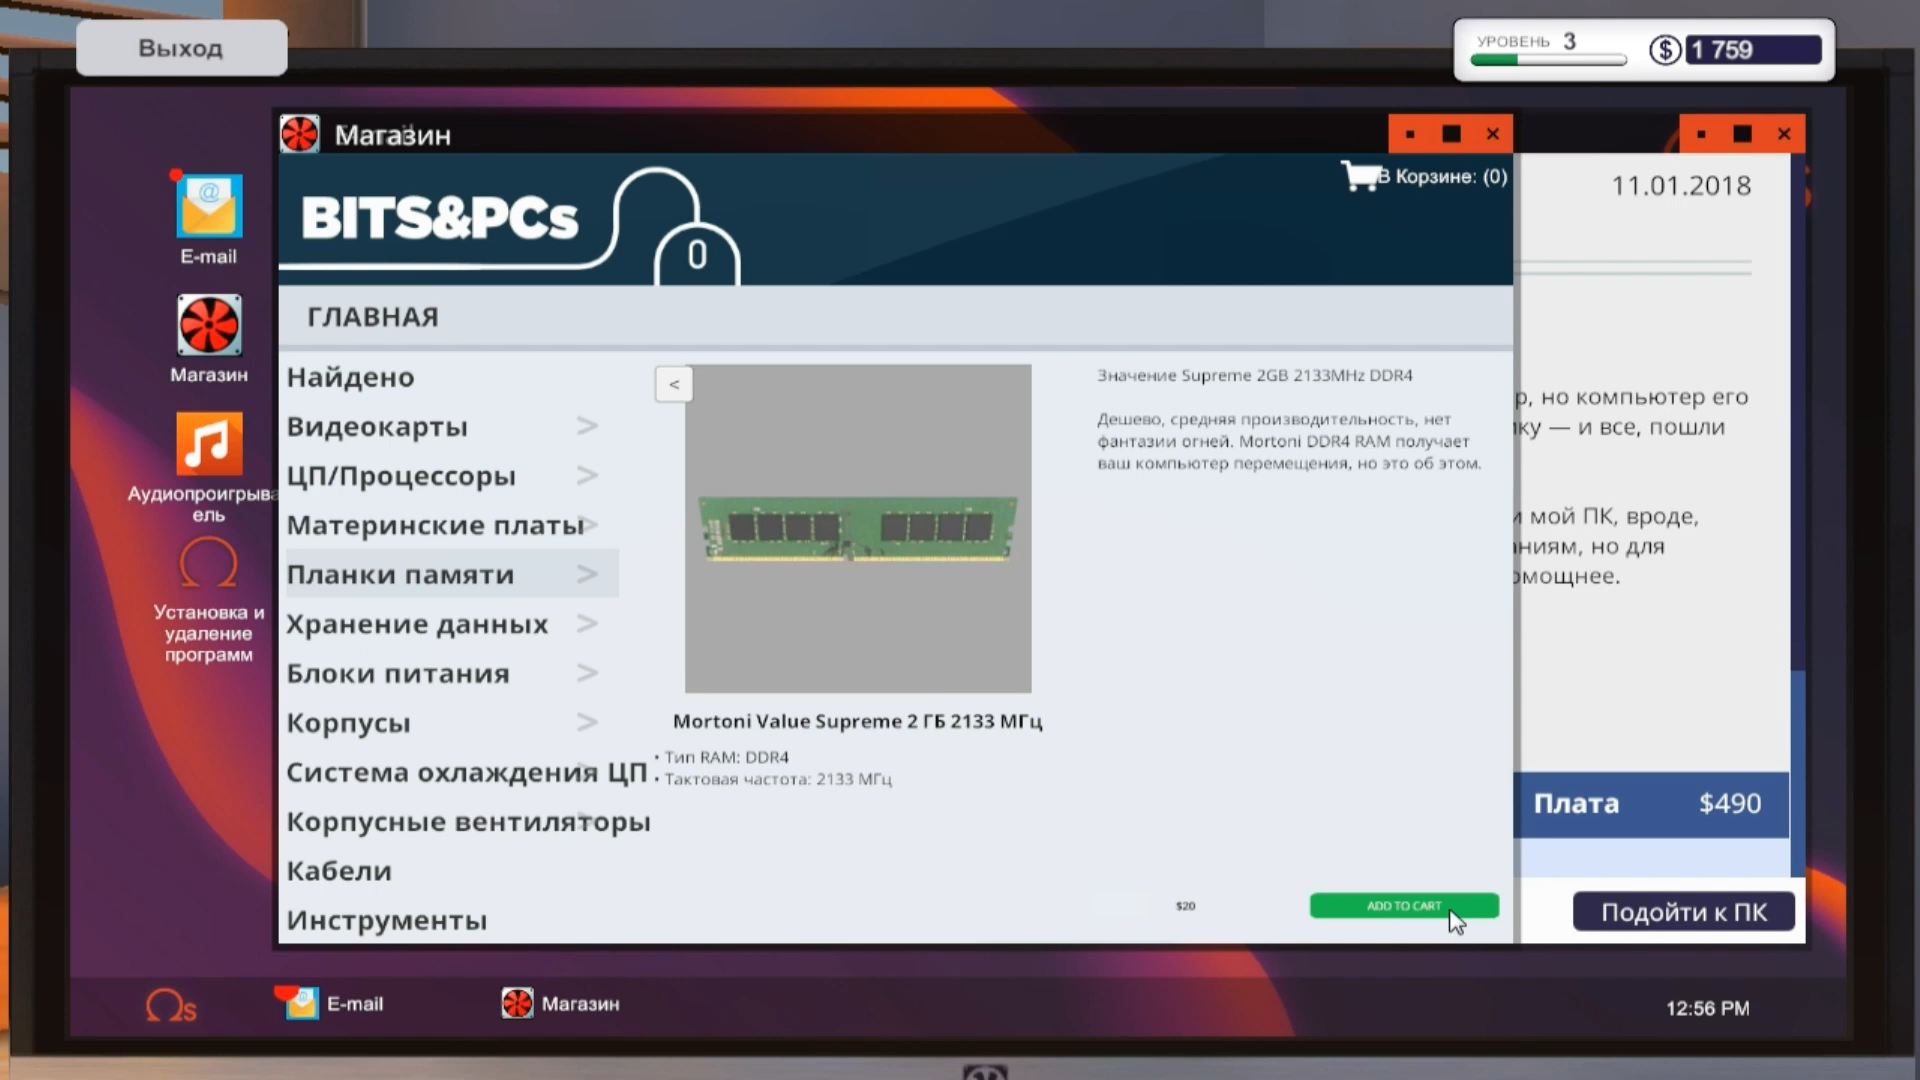 Выход
УРОВЕНЬ 3
$ 1 759
Магазин
В Корзине: (0)
BITS&PCs
11.01.2018
E-mail
Магазин
Аудиопроигрыва
ель
Установка и
удаление
программ
ГЛАВНАЯ
Найдено
Видеокарты >
ЦП/Процессоры >
Материнские платы >
Планки памяти >
Хранение данных >
Блоки питания >
Корпусы >
Система охлаждения ЦП
Корпусные вентиляторы
Кабели
Инструменты
<
Mortoni Value Supreme 2 ГБ 2133 МГц
• Тип RAM: DDR4
• Тактовая частота: 2133 МГц
Значение Supreme 2GB 2133MHz DDR4
Дешево, средняя производительность, нет
фантазии огней. Mortoni DDR4 RAM получает
ваш компьютер перемещения, но это об этом.
$20
ADD TO CART
р, но компьютер его
ку — и все, пошли
и мой ПК, вроде,
ниям, но для
омощнее.
Плата $490
Подойти к ПК
Ωs
E-mail
Магазин
12:56 PM